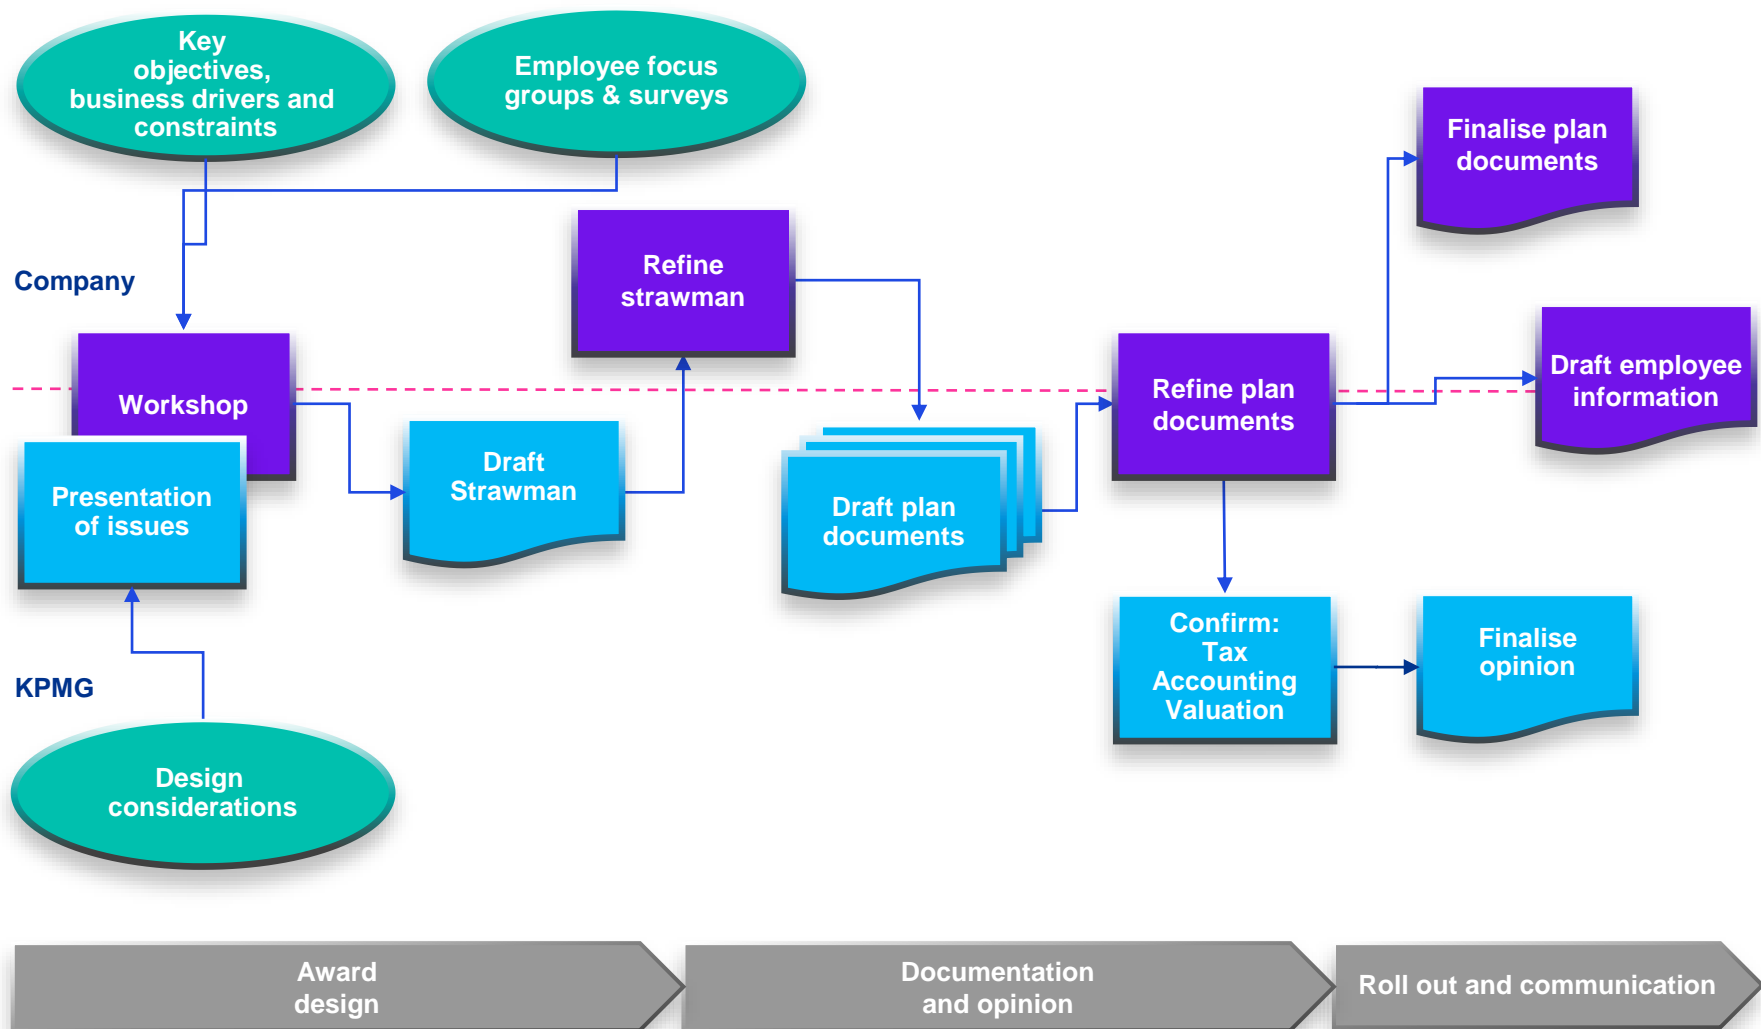 Key
objectives,
business drivers and
constraints
Employee focus
groups & surveys
Finalise plan
documents
Company
Refine
strawman
Workshop
Refine plan
documents
Draft employee
information
Presentation
of issues
Draft
Strawman
Draft plan
documents
Confirm:
Tax
Accounting
Valuation
Finalise
opinion
KPMG
Design
considerations
Award
design
Documentation
and opinion
Roll out and communication